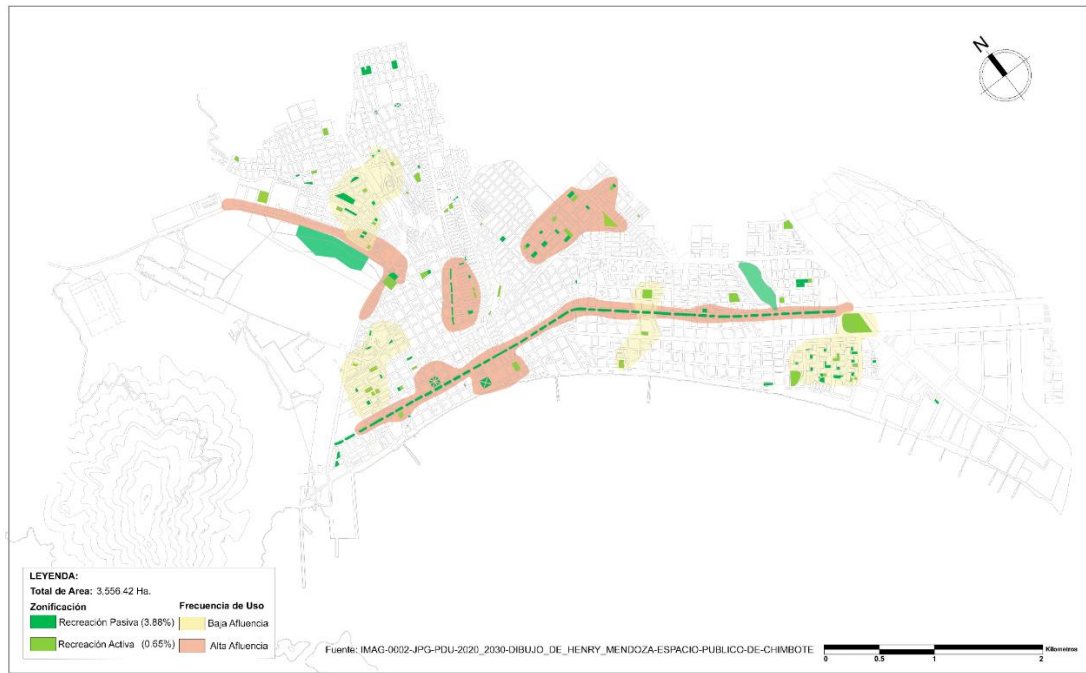 N
LEYENDA:
Total de Area: 3,556.42 Ha.
Zonificación
Frecuencia de Uso
Recreación Pasiva (3.88%)
Baja Afluencia
Recreación Activa (0.65%)
Alta Afluencia
Fuente: IMAG-0002-JPG-PDU-2020_2030-DIBUJO_DE_HENRY_MENDOZA-ESPACIO-PUBLICO-DE-CHIMBOTE
Kilometros
0 0.5 1 2